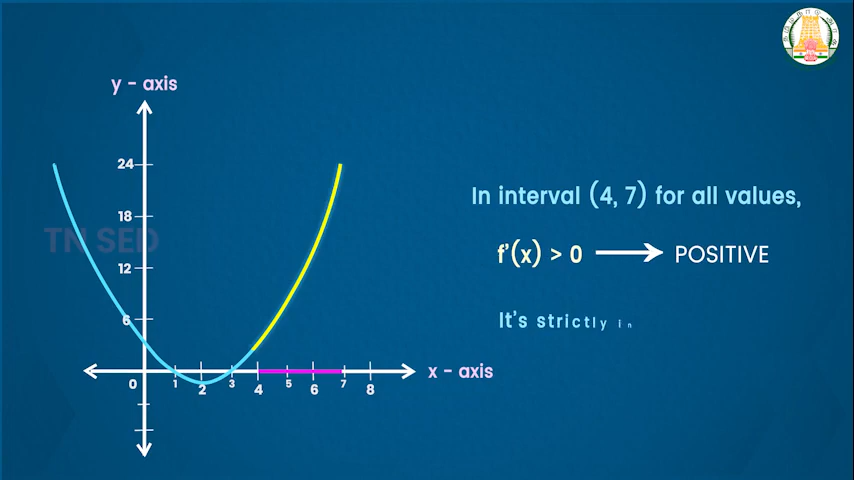 y - axis
24
18
12
6
0 1 2 3 4 5 6 7 8
x - axis
TN SED
In interval (4, 7) for all values,
f'(x) > 0 POSITIVE
It's strictly in